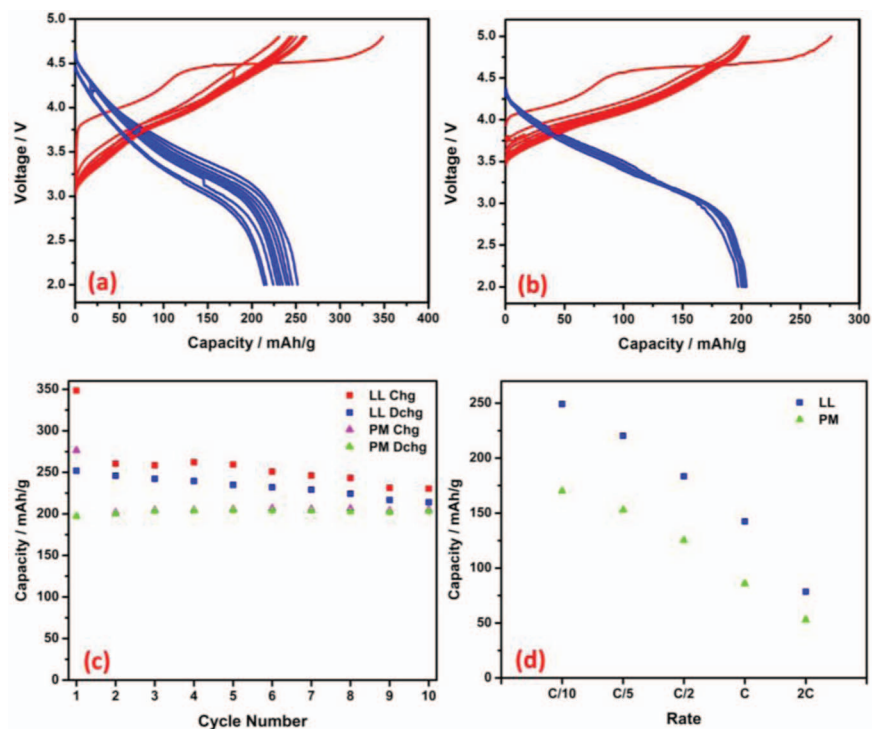 5.0
4.5
4.0
3.5
3.0
2.5
2.0
Voltage / V
0 50 100 150 200 250 300 350 400
Capacity / mAh/g
(a)
5.0
4.5
4.0
3.5
3.0
2.5
2.0
Voltage / V
0 50 100 150 200 250 300
Capacity / mAh/g
(b)
350
300
250
200
150
100
50
0
Capacity / mAh/g
LL Chg
LL Dchg
PM Chg
PM Dchg
(c)
1 2 3 4 5 6 7 8 9 10
Cycle Number
250
200
150
100
50
0
Capacity / mAh/g
LL
PM
(d)
C/10 C/5 C/2 C 2C
Rate